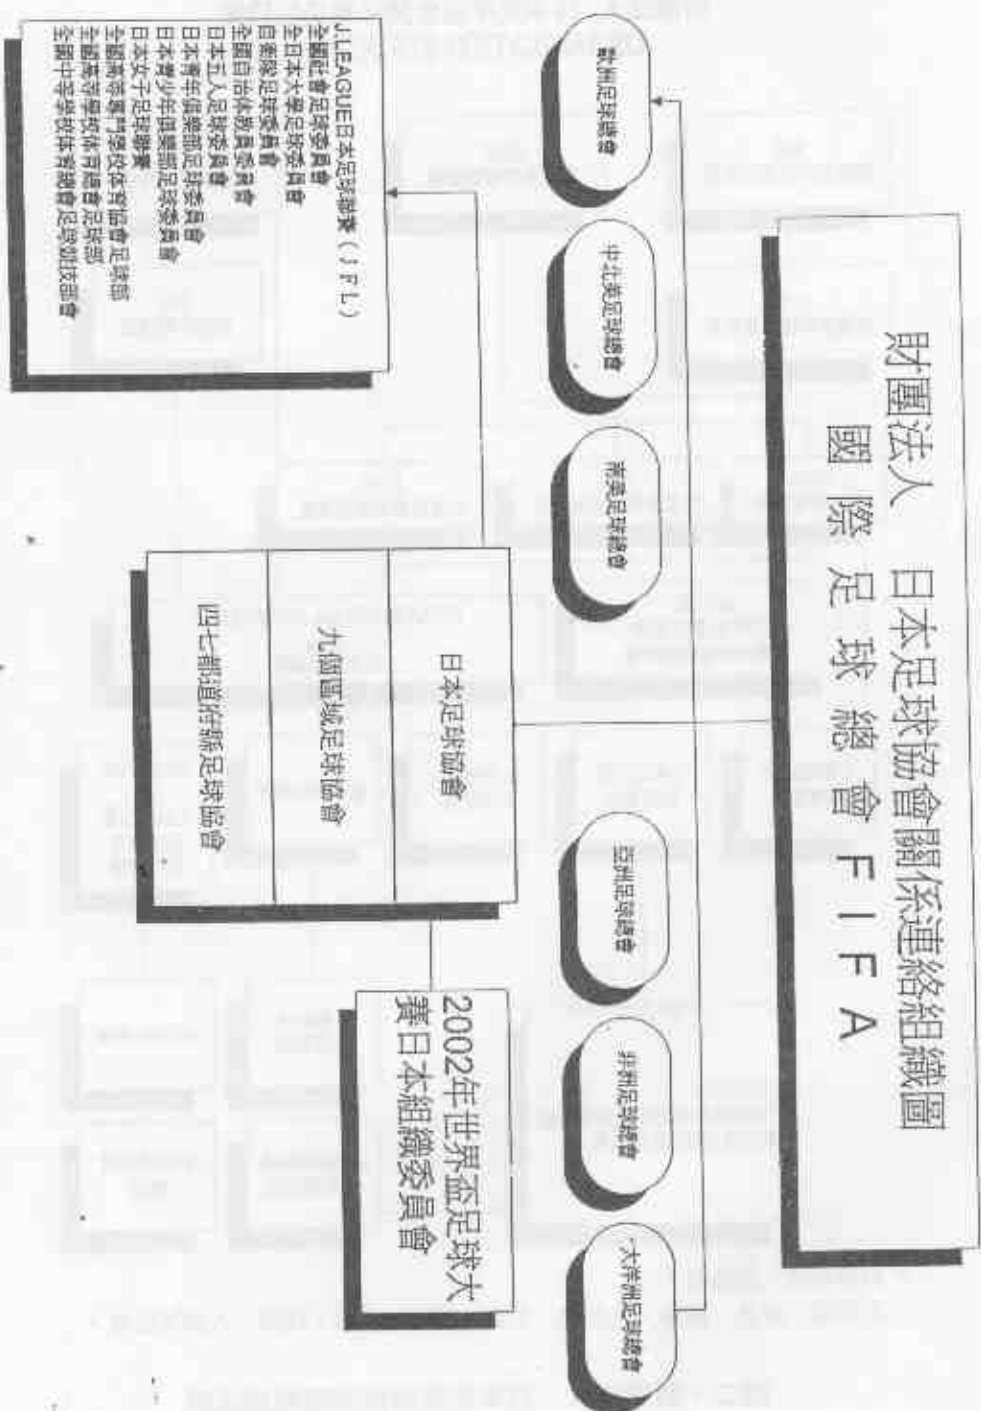 財團法人 日本足球協會關係連絡組織圖
國際足球總會FIFA
歐洲足球總會
中北美足球總會
南美足球總會
亞洲足球總會
非洲足球總會
大洋洲足球總會
日本足球協會
九個區域足球協會
四七都道府縣足球協會
2002年世界盃足球大
賽日本組織委員會
J.LEAGUE日本足球聯賽(JFL)
全國社會足球委員會
全日本大學足球委員會
自衛隊足球委員會
全國自治体教員委員會
日本五人足球委員會
日本青年俱樂部足球委員會
日本青少年俱樂部足球委員會
日本女子足球聯賽
全國高等專門學校体育協會足球部
全國高等學校体育總會足球部
全國中等學校体育總會足球競技部會